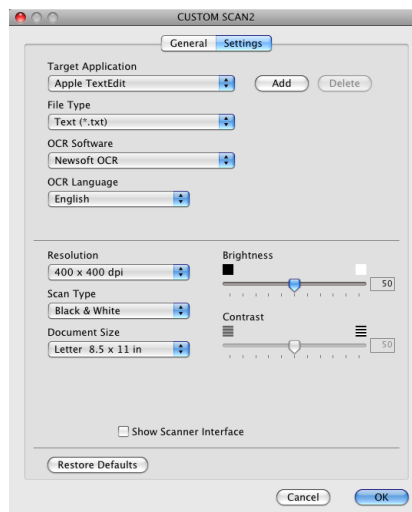 CUSTOM SCAN2
General Settings
Target Application
Apple TextEdit Add Delete
File Type
Text (*.txt)
OCR Software
Newsoft OCR
OCR Language
English
Resolution Brightness
400 x 400 dpi 50
Scan Type
Black & White Contrast
Document Size
Letter 8.5 x 11 in 50
Show Scanner Interface
Restore Defaults
Cancel OK